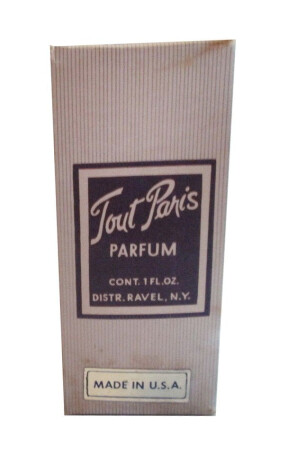 Tout Paris
PARFUM
CONT. 1 FL.OZ.
DISTR. RAVEL, N.Y.
MADE IN U.S.A.